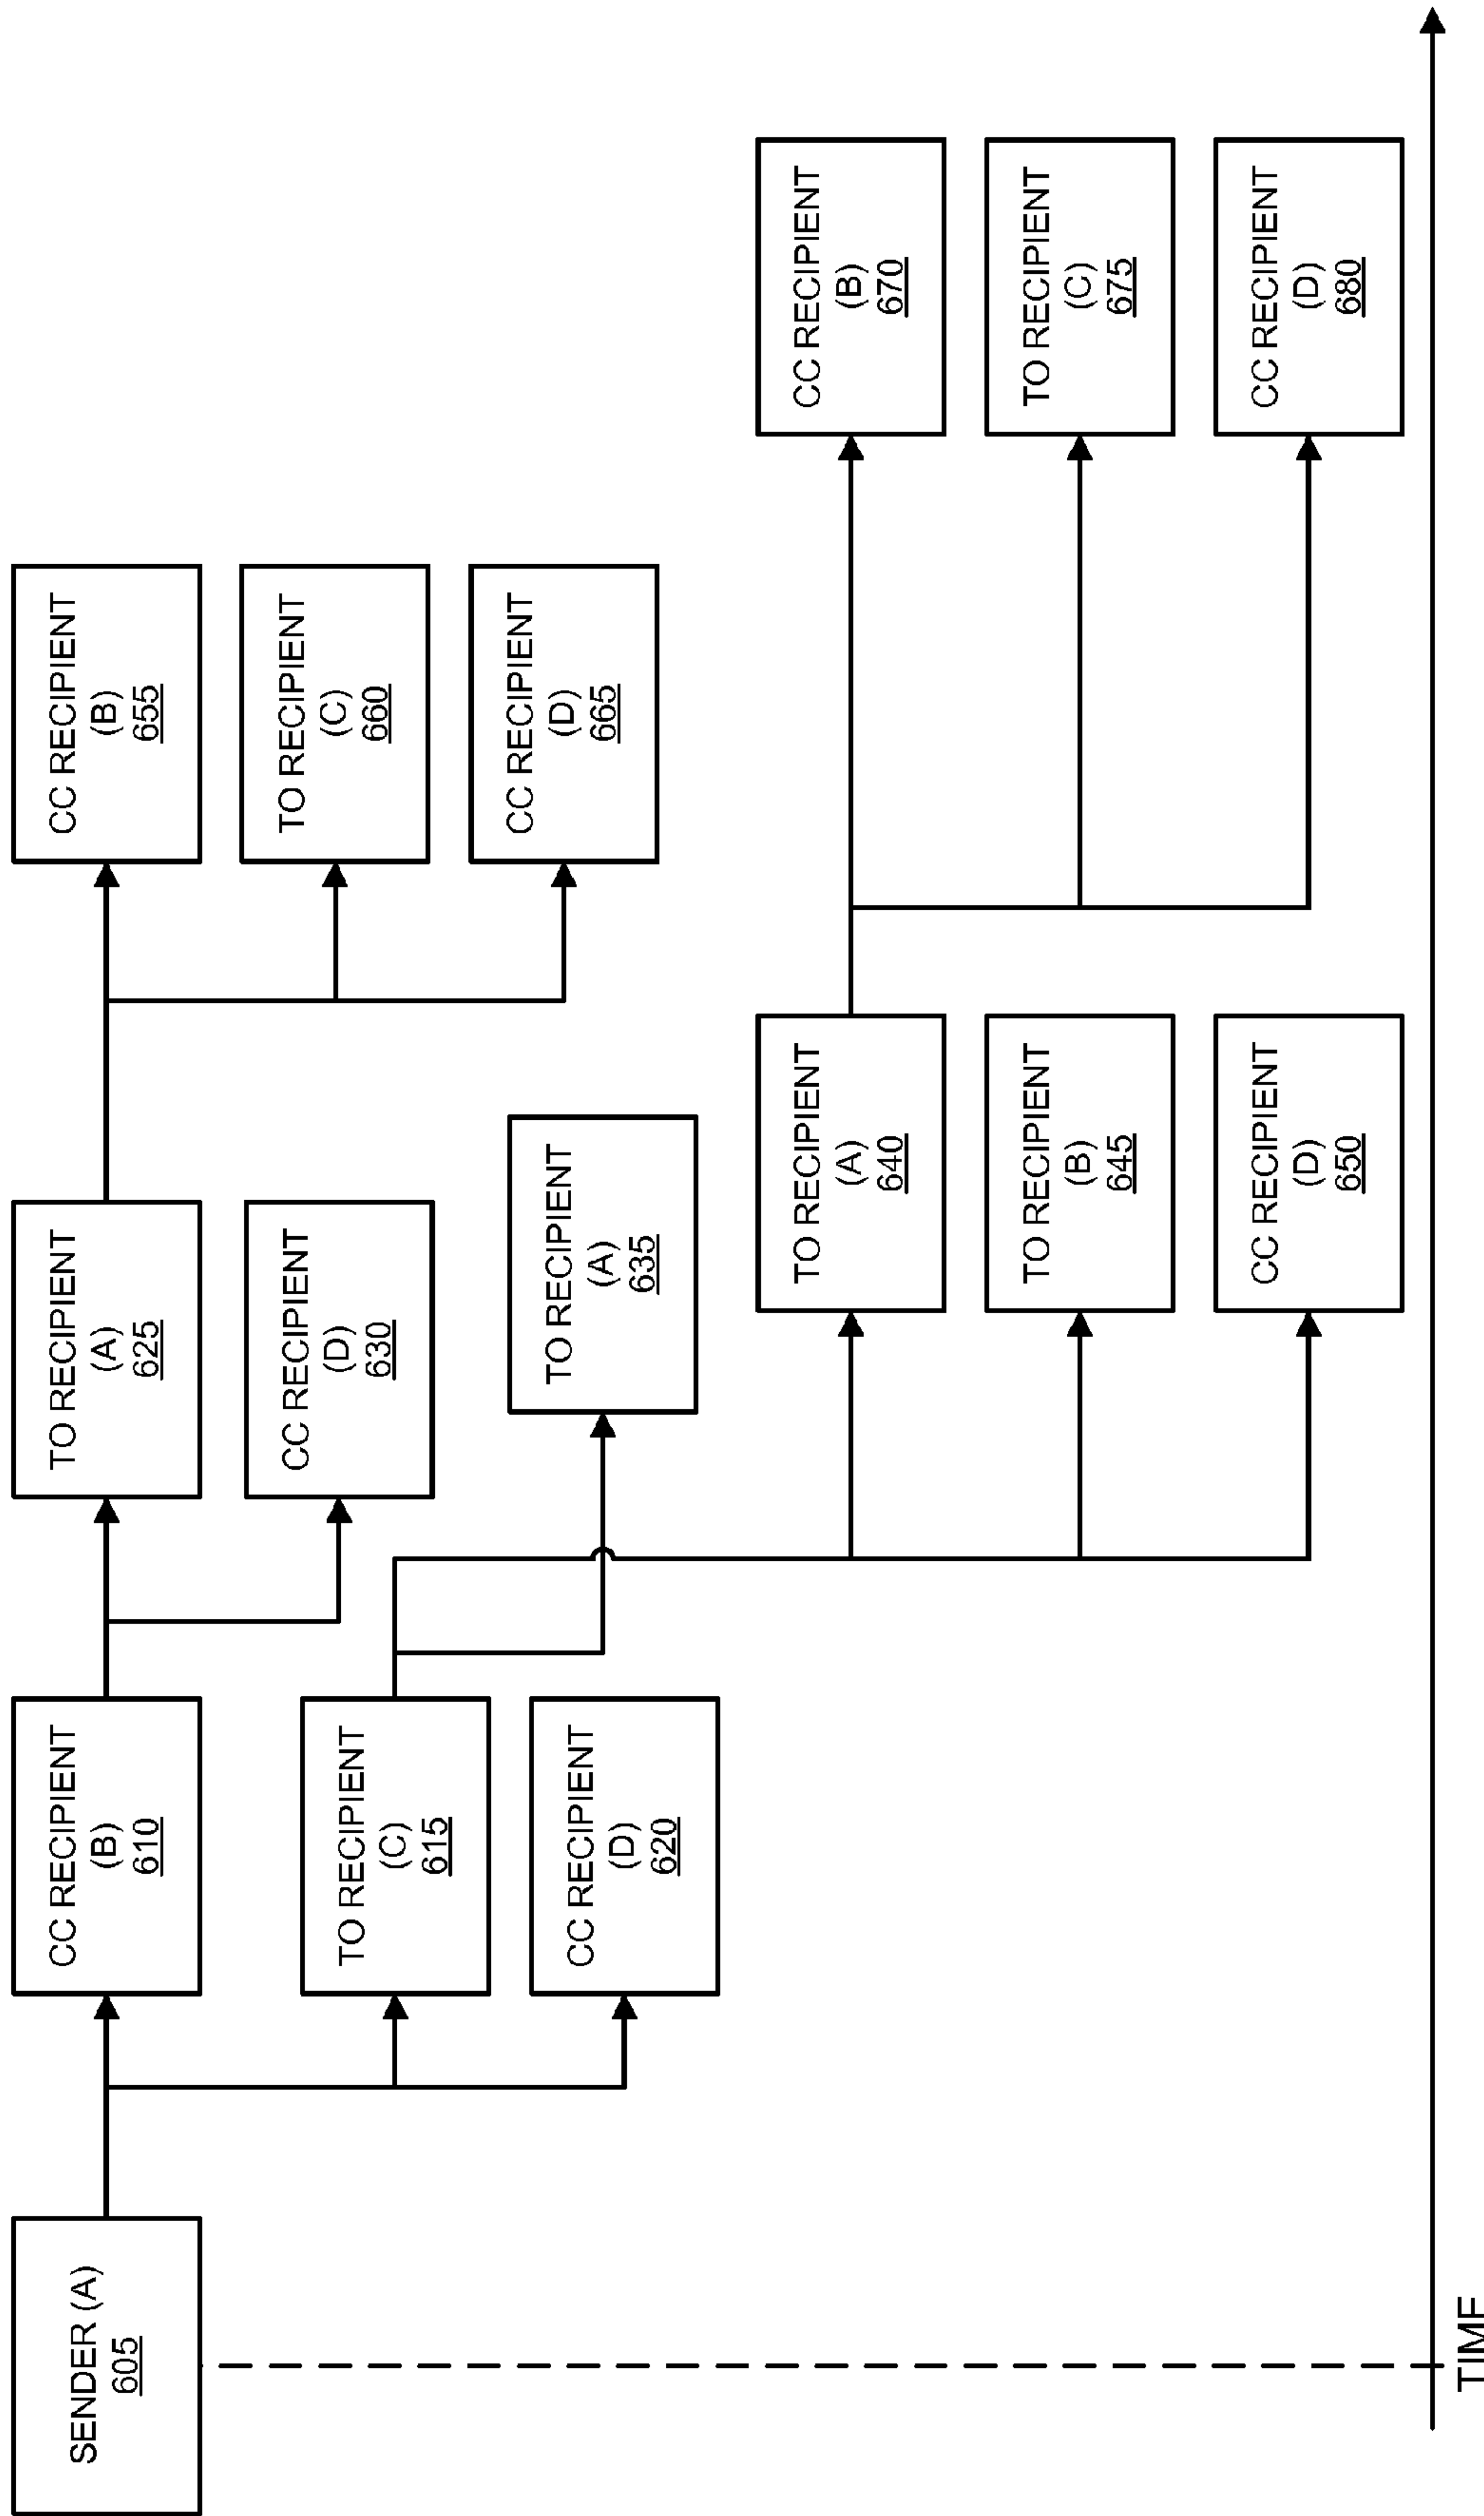 SENDER (A)
605
CC RECIPIENT
(B)
610
TO RECIPIENT
(C)
615
CC RECIPIENT
(D)
620
TO RECIPIENT
(A)
625
CC RECIPIENT
(D)
630
TO RECIPIENT
(A)
635
TO RECIPIENT
(A)
640
TO RECIPIENT
(B)
645
CC RECIPIENT
(D)
650
CC RECIPIENT
(B)
655
TO RECIPIENT
(C)
660
CC RECIPIENT
(D)
665
CC RECIPIENT
(B)
670
TO RECIPIENT
(C)
675
CC RECIPIENT
(D)
680
TIME